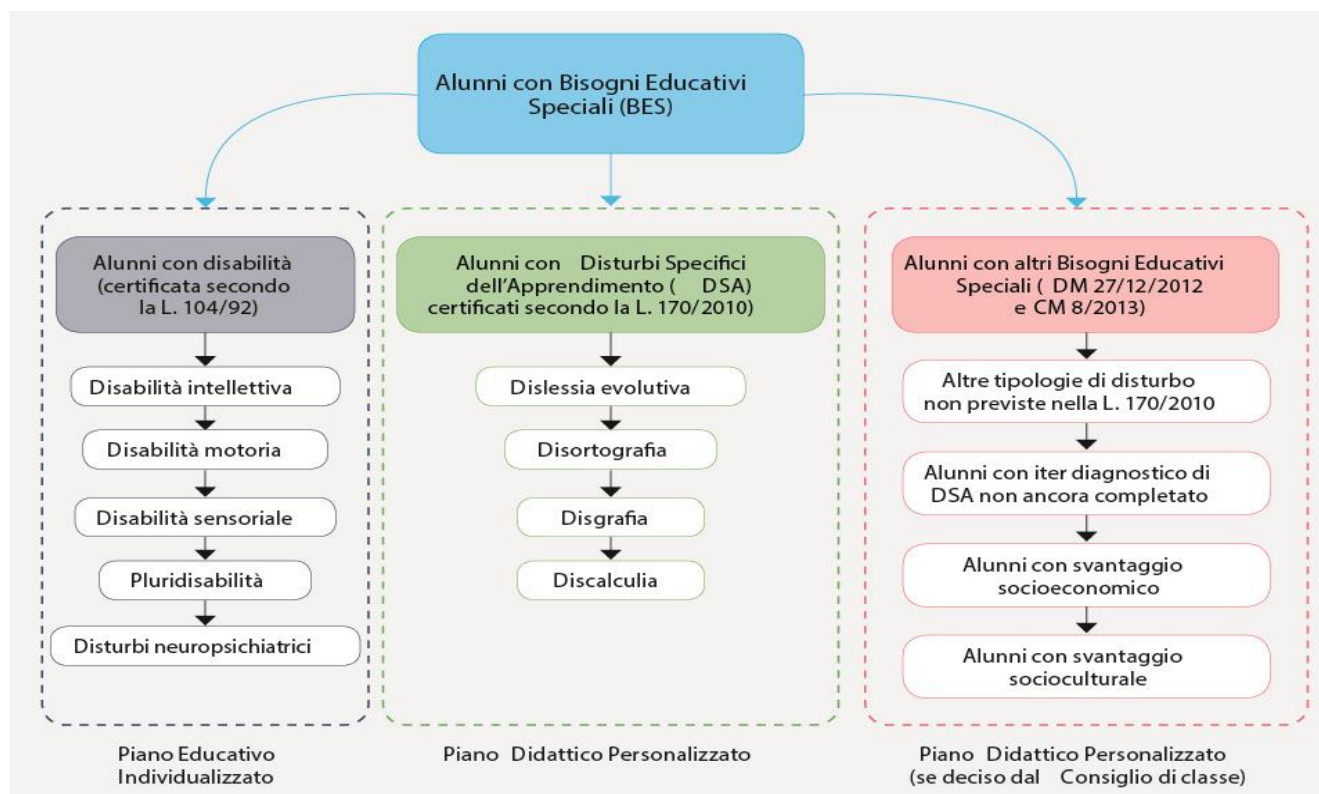 Alunni con Bisogni Educativi
Speciali (BES)
Alunni con disabilità
(certificata secondo
la L. 104/92)
Disabilità intellettiva
Disabilità motoria
Disabilità sensoriale
Pluridisabilità
Disturbi neuropsichiatrici
Piano Educativo
Individualizzato
Alunni con Disturbi Specifici
dell'Apprendimento ( DSA)
certificati secondo la L. 170/2010)
Dislessia evolutiva
Disortografia
Disgrafia
Discalculia
Piano Didattico Personalizzato
Alunni con altri Bisogni Educativi
Speciali ( DM 27/12/2012
e CM 8/2013)
Altre tipologie di disturbo
non previste nella L. 170/2010
Alunni con iter diagnostico di
DSA non ancora completato
Alunni con svantaggio
socioeconomico
Alunni con svantaggio
socioculturale
Piano Didattico Personalizzato
(se deciso dal Consiglio di classe)